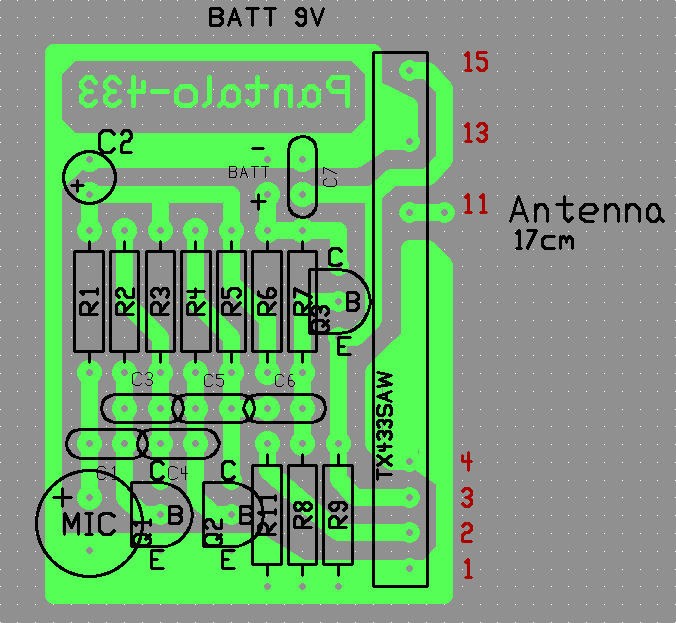 BATT 9V
15
Pantalo-433
13
C2
-
BATT
C7
+
+
11
Antenna
17cm
C
R1
R2
R3
R4
R5
R6
R7
Q3
B
E
C3
C5
C6
TX433SAW
4
C1
C4
C
C
+
3
MIC
Q1
B
Q2
B
R11
R8
R9
2
E
E
1